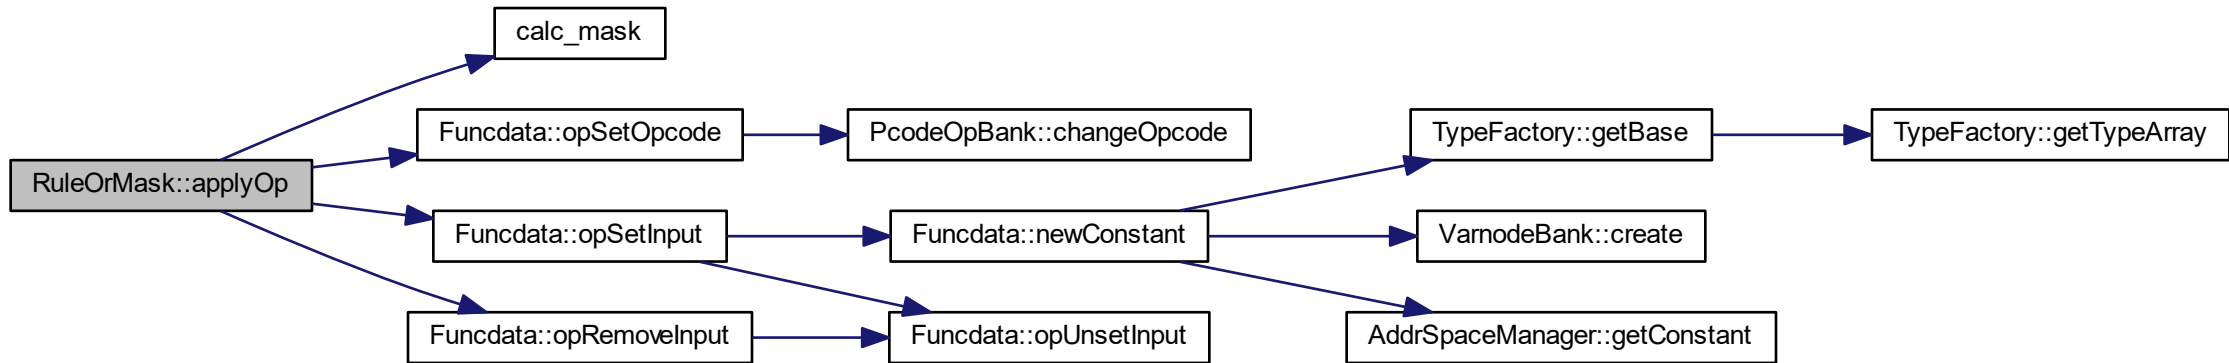 calc_mask
Funcdata::opSetOpcode
PcodeOpBank::changeOpcode
TypeFactory::getBase
TypeFactory::getTypeArray
RuleOrMask::applyOp
Funcdata::opSetInput
Funcdata::newConstant
VarnodeBank::create
Funcdata::opRemoveInput
Funcdata::opUnsetInput
AddrSpaceManager::getConstant